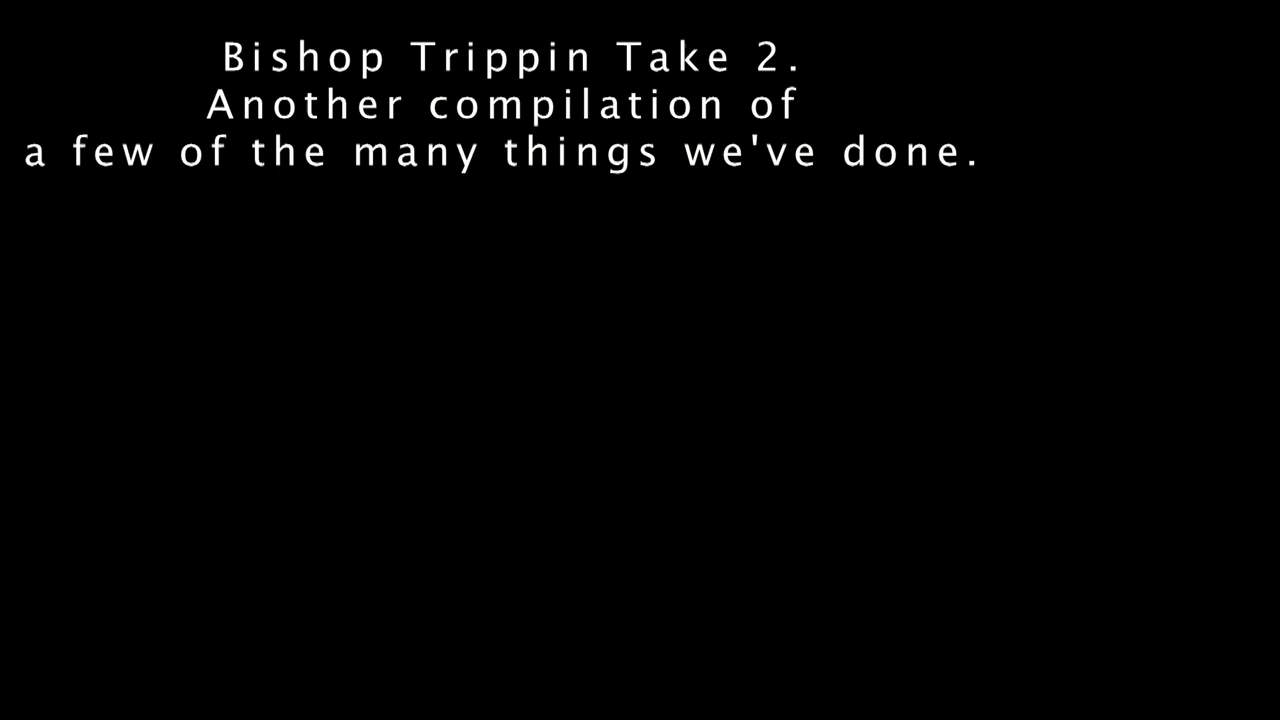 Bishop Trippin Take 2.
Another compilation of
a few of the many things we've done.